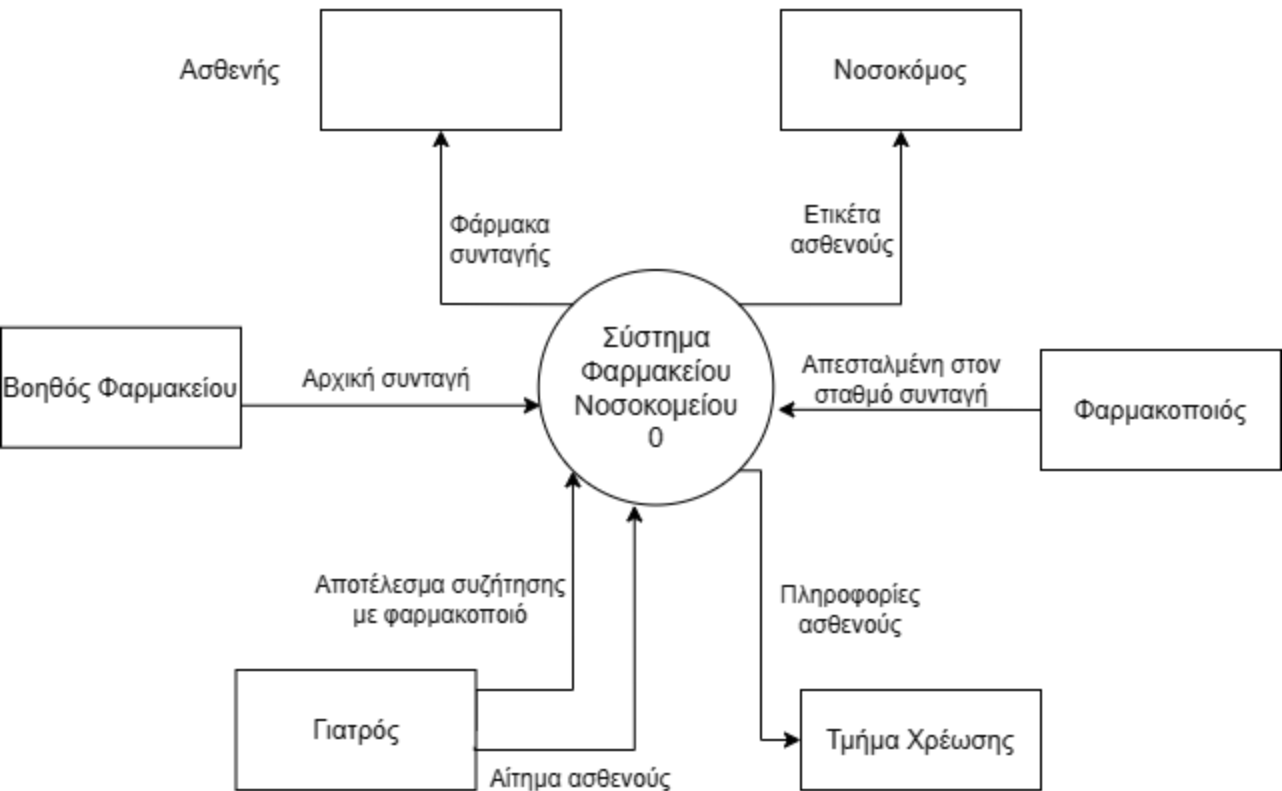 Ασθενής
Νοσοκόμος
Φάρμακα
συνταγής
Ετικέτα
ασθενούς
Σύστημα
Φαρμακείου
Νοσοκομείου
0
Βοηθός Φαρμακείου
Αρχική συνταγή
Απεσταλμένη στον
σταθμό συνταγή
Φαρμακοποιός
Αποτέλεσμα συζήτησης
με φαρμακοποιό
Πληροφορίες
ασθενούς
Γιατρός
Αίτημα ασθενούς
Τμήμα Χρέωσης